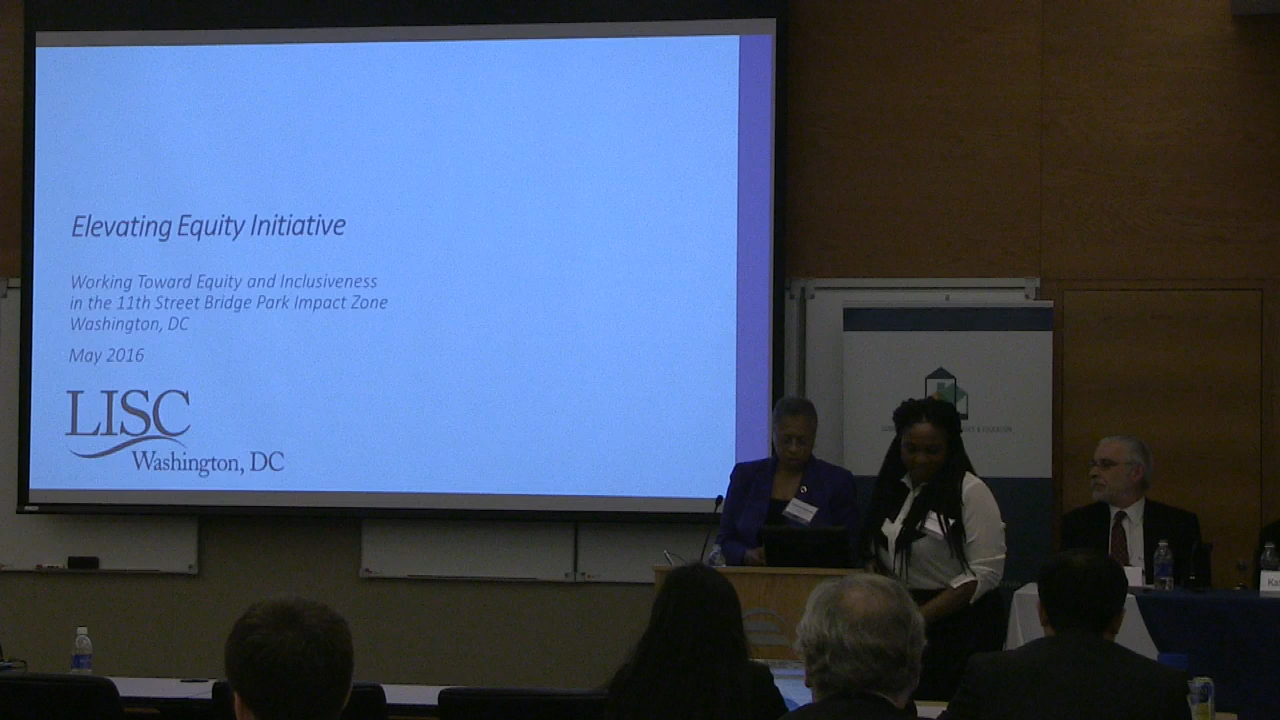 Elevating Equity Initiative
Working Toward Equity and Inclusiveness
in the 11th Street Bridge Park Impact Zone
Washington, DC
May 2016
LISC
Washington, DC